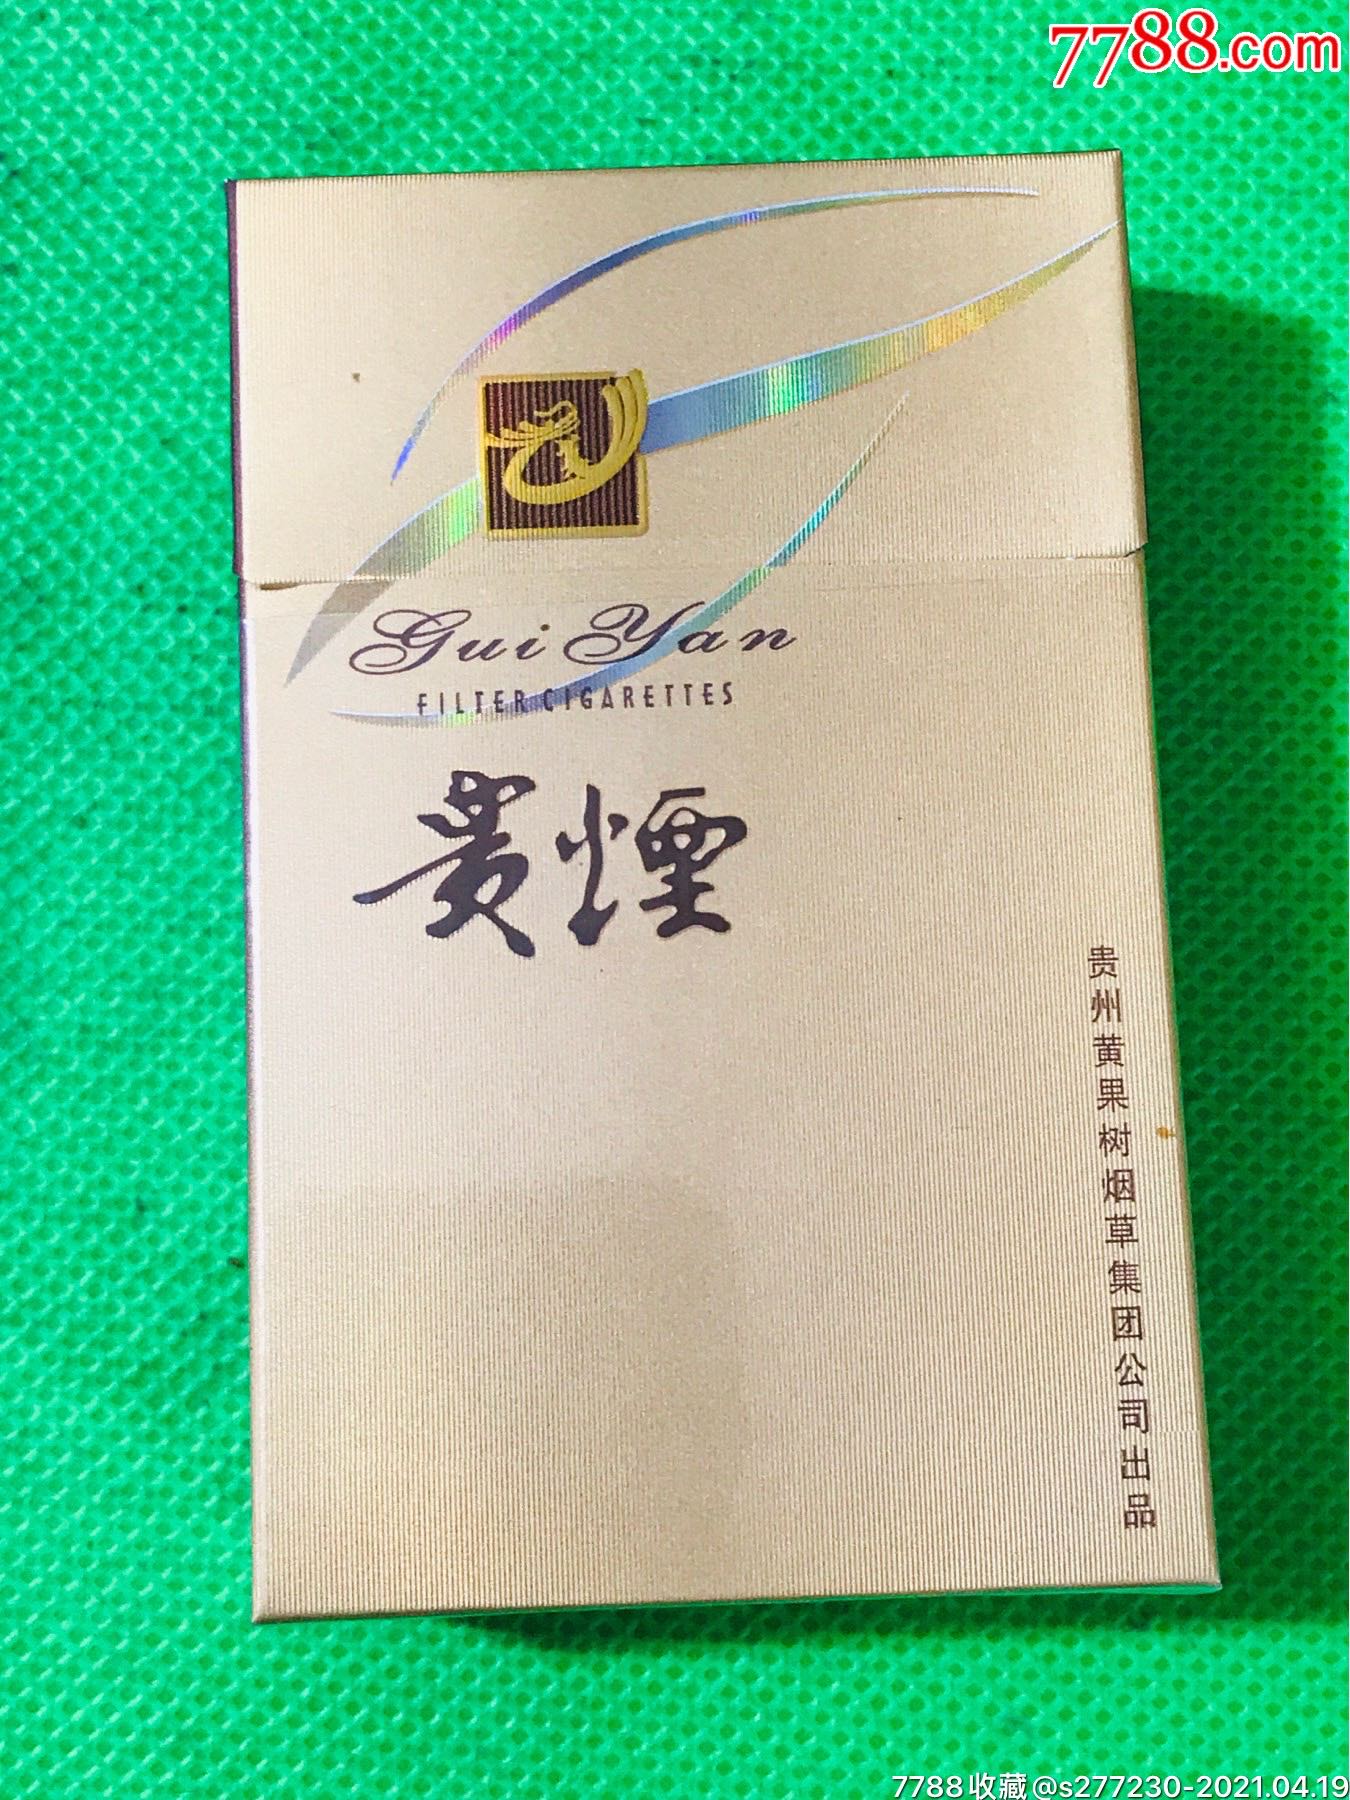 7788.com
Gui Yan
FILTER CIGARETTES
貴煙
贵州黄果树烟草集团公司出品
7788收藏@s277230-2021.04.19